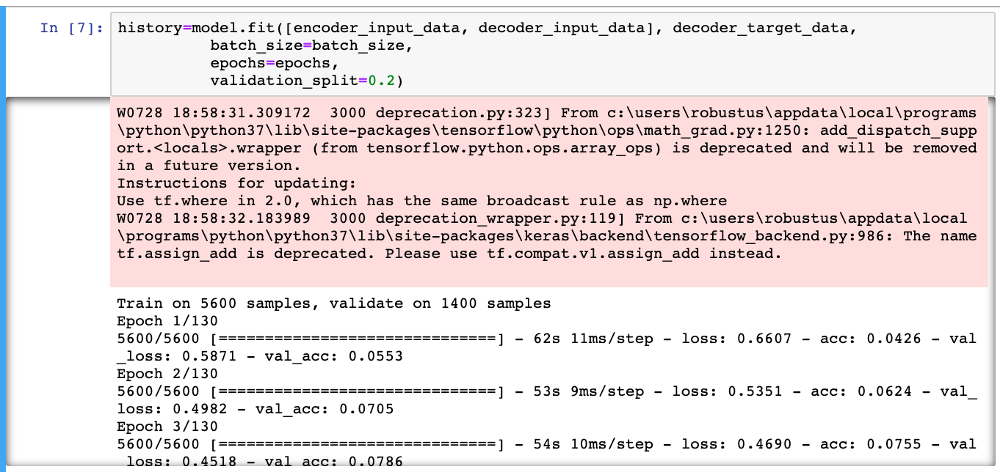 In [7]: history=model.fit([encoder_input_data, decoder_input_data], decoder_target_data,
batch_size=batch_size,
epochs=epochs,
validation_split=0.2)
W0728 18:58:31.309172  3000 deprecation.py:323] From c:\users\robustus\appdata\local\programs
\python\python37\lib\site-packages\tensorflow\python\ops\math_grad.py:1250: add_dispatch_supp
ort.<locals>.wrapper (from tensorflow.python.ops.array_ops) is deprecated and will be removed
in a future version.
Instructions for updating:
Use tf.where in 2.0, which has the same broadcast rule as np.where
W0728 18:58:32.183989  3000 deprecation_wrapper.py:119] From c:\users\robustus\appdata\local
\programs\python\python37\lib\site-packages\keras\backend\tensorflow_backend.py:986: The name
tf.assign_add is deprecated. Please use tf.compat.v1.assign_add instead.
Train on 5600 samples, validate on 1400 samples
Epoch 1/130
5600/5600 [==============================] - 62s 11ms/step - loss: 0.6607 - acc: 0.0426 - val
_loss: 0.5871 - val_acc: 0.0553
Epoch 2/130
5600/5600 [==============================] - 53s 9ms/step - loss: 0.5351 - acc: 0.0624 - val_
loss: 0.4982 - val_acc: 0.0705
Epoch 3/130
5600/5600 [==============================] - 54s 10ms/step - loss: 0.4690 - acc: 0.0755 - val
_loss: 0.4518 - val_acc: 0.0786